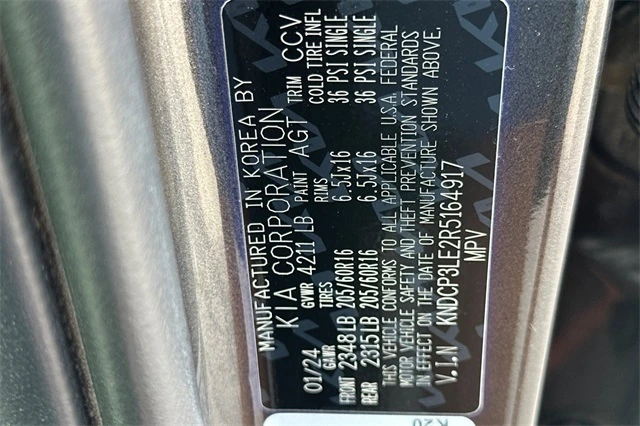 MANUFACTURED IN KOREA BY
KIA CORPORATION
01/24 GVWR 4211 LB PAINT AGT TRIM CCV
GAWR TIRES RIMS COLD TIRE INFL
FRONT 2348 LB 205/60R16 6.5Jx16 36 PSI SINGLE
REAR 2315 LB 205/60R16 6.5Jx16 36 PSI SINGLE
THIS VEHICLE CONFORMS TO ALL APPLICABLE U.S.A. FEDERAL
MOTOR VEHICLE SAFETY AND THEFT PREVENTION STANDARDS
IN EFFECT ON THE DATE OF MANUFACTURE SHOWN ABOVE.
V.I.N KNDCP3LE2R5164917
MPV